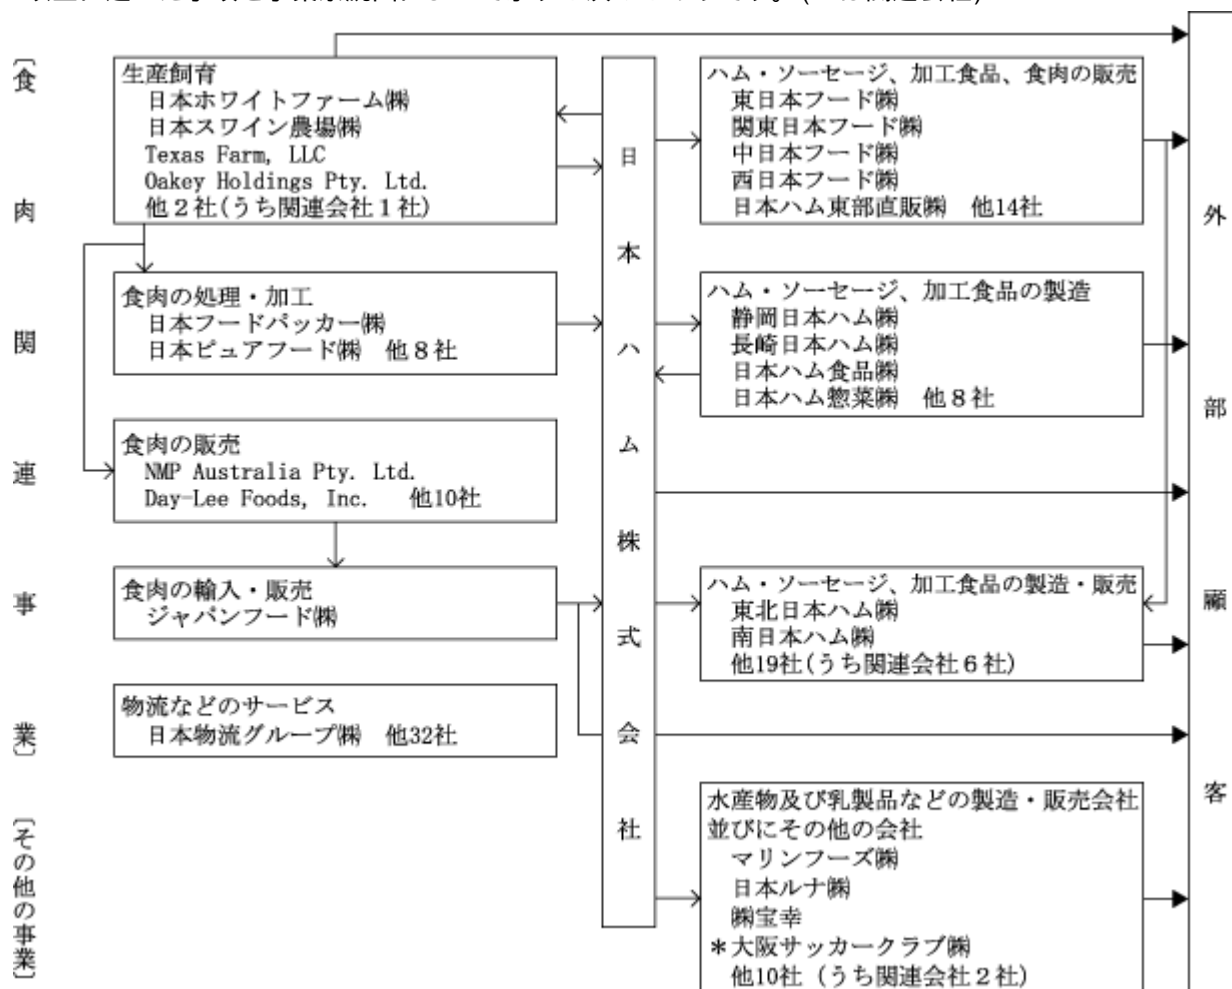 〔食肉関連事業〕
〔その他の事業〕
生産飼育
日本ホワイトファーム㈱
日本スワイン農場㈱
Texas Farm, LLC
Oakey Holdings Pty. Ltd.
他2社(うち関連会社1社)
食肉の処理・加工
日本フードパッカー㈱
日本ピュアフード㈱ 他8社
食肉の販売
NMP Australia Pty. Ltd.
Day-Lee Foods, Inc. 他10社
食肉の輸入・販売
ジャパンフード㈱
物流などのサービス
日本物流グループ㈱ 他32社
日本ハム株式会社
ハム・ソーセージ、加工食品、食肉の販売
東日本フード㈱
関東日本フード㈱
中日本フード㈱
西日本フード㈱
日本ハム東部直販㈱ 他14社
ハム・ソーセージ、加工食品の製造
静岡日本ハム㈱
長崎日本ハム㈱
日本ハム食品㈱
日本ハム惣菜㈱ 他8社
ハム・ソーセージ、加工食品の製造・販売
東北日本ハム㈱
南日本ハム㈱
他19社(うち関連会社6社)
水産物及び乳製品などの製造・販売会社
並びにその他の会社
マリンフーズ㈱
日本ルナ㈱
㈱宝幸
*大阪サッカークラブ㈱
他10社 (うち関連会社2社)
外部顧客